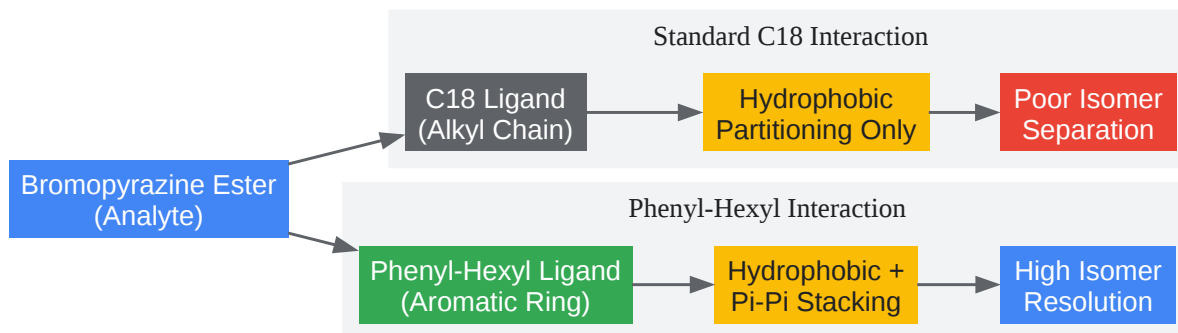 Standard C18 Interaction
C18 Ligand
(Alkyl Chain)
Hydrophobic
Partitioning Only
Poor Isomer
Separation
Bromopyrazine Ester
(Analyte)
Phenyl-Hexyl Interaction
Phenyl-Hexyl Ligand
(Aromatic Ring)
Hydrophobic +
Pi-Pi Stacking
High Isomer
Resolution